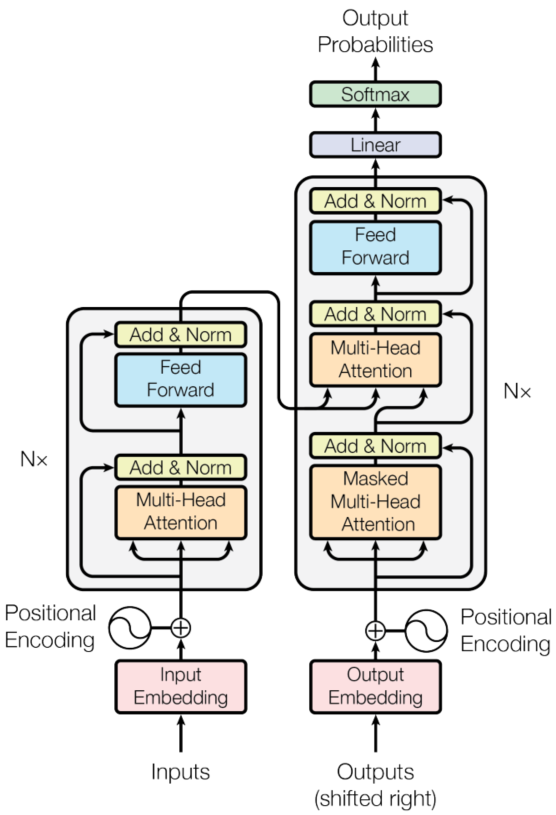 Output
Probabilities
Softmax
Linear
Add & Norm
Feed
Forward
Add & Norm
Multi-Head
Attention
Add & Norm
Masked
Multi-Head
Attention
N×
Positional
Encoding
Output
Embedding
Outputs
(shifted right)
Add & Norm
Feed
Forward
Add & Norm
Multi-Head
Attention
N×
Positional
Encoding
Input
Embedding
Inputs